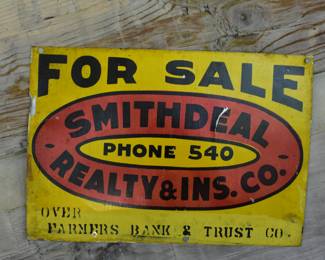 FOR SALE
SMITHDEAL
PHONE 540
REALTY & INS. CO.
OVER
FARMERS BANK & TRUST CO.